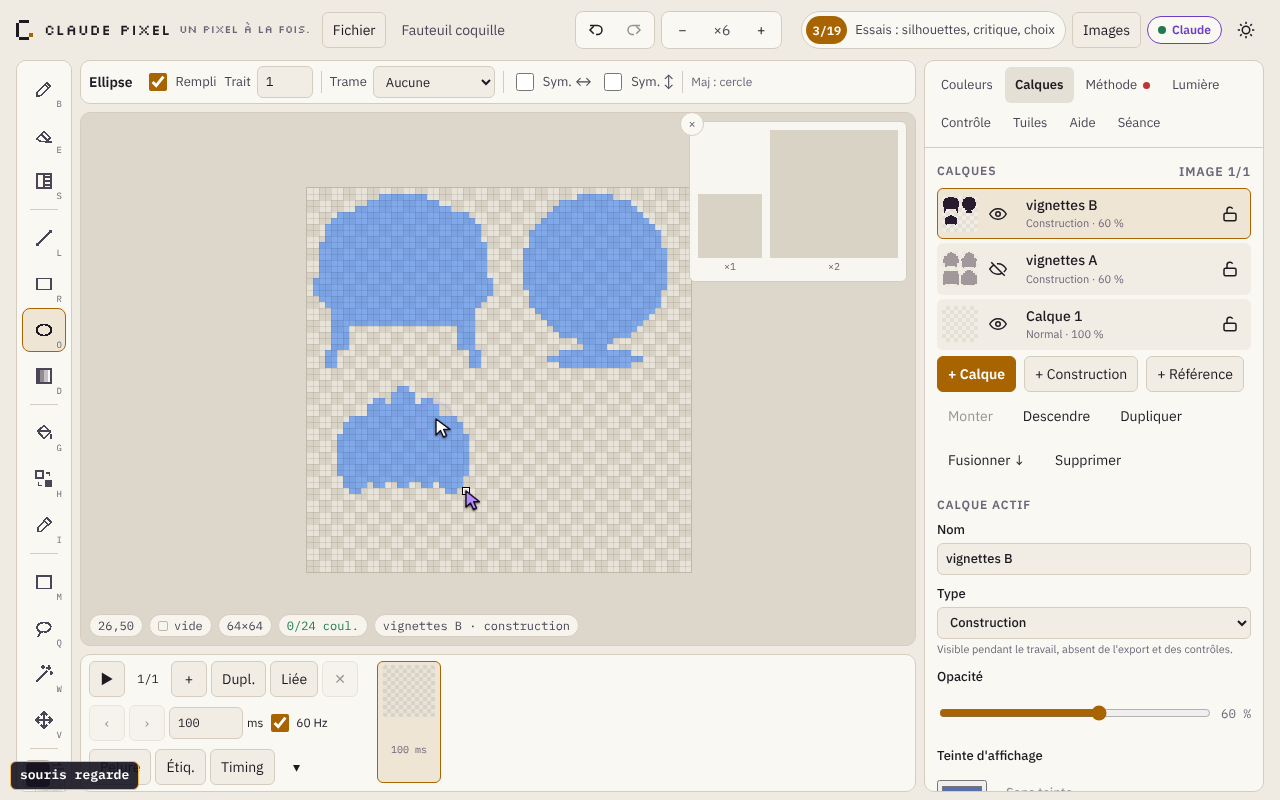 CLAUDE PIXEL UN PIXEL À LA FOIS. Fichier Fauteuil coquille − ×6 + 3/19 Essais : silhouettes, critique, choix Images Claude
Ellipse Rempli Trait 1 Trame Aucune Sym. ↔ Sym. ↕ Maj : cercle
B
E
S
L
R
O
D
G
H
I
M
Q
W
V
×
×1 ×2
26,50 vide 64×64 0/24 coul. vignettes B · construction
1/1 + Dupl. Liée ×
‹ › 100 ms 60 Hz
Étiq. Timing ▼
100 ms
souris regarde
Couleurs Calques Méthode Lumière
Contrôle Tuiles Aide Séance
CALQUES IMAGE 1/1
vignettes B
Construction · 60 %
vignettes A
Construction · 60 %
Calque 1
Normal · 100 %
+ Calque + Construction + Référence
Monter Descendre Dupliquer
Fusionner ↓ Supprimer
CALQUE ACTIF
Nom
vignettes B
Type
Construction
Visible pendant le travail, absent de l'export et des contrôles.
Opacité
60 %
Teinte d'affichage
Sans teinte